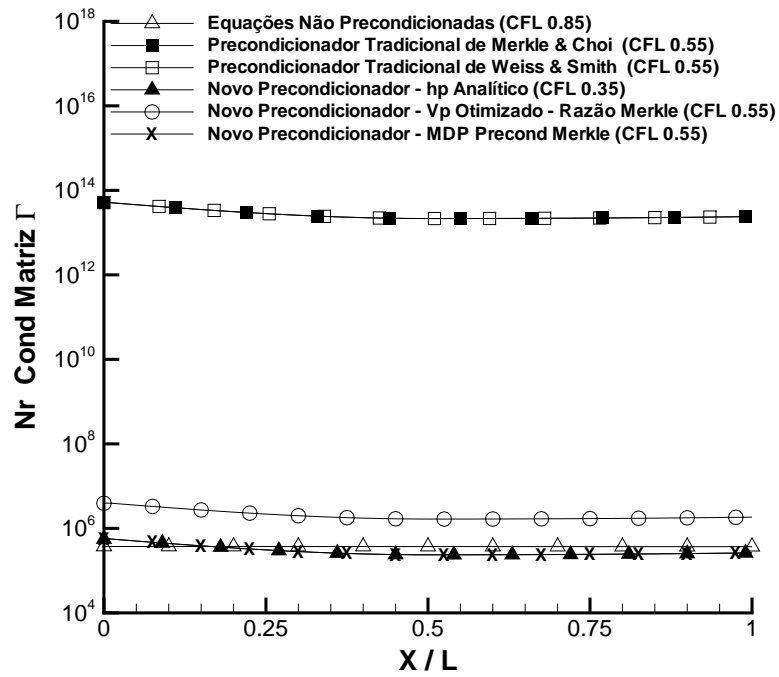 Equações Não Precondicionadas (CFL 0.85)
Precondicionador Tradicional de Merkle & Choi (CFL 0.55)
Precondicionador Tradicional de Weiss & Smith (CFL 0.55)
Novo Precondicionador - hp Analítico (CFL 0.35)
Novo Precondicionador - Vp Otimizado - Razão Merkle (CFL 0.55)
Novo Precondicionador - MDP Precond Merkle (CFL 0.55)
10^18
10^16
10^14
10^12
10^10
10^8
10^6
10^4
Nr Cond Matriz Γ
0 0.25 0.5 0.75 1
X / L